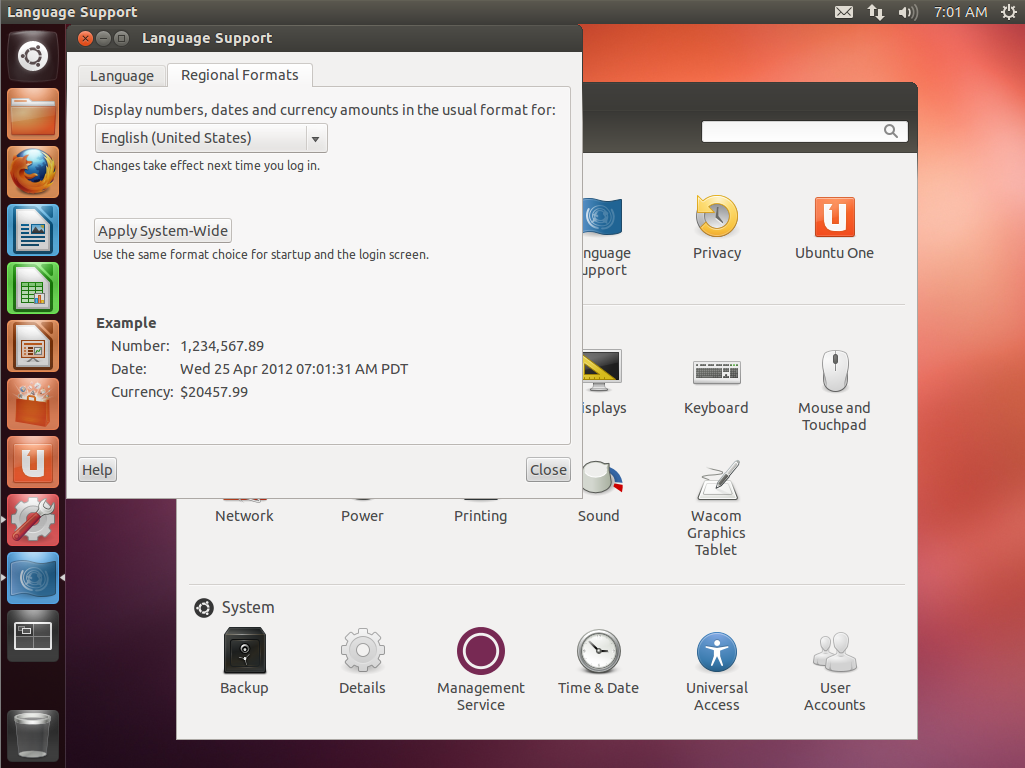 Language Support
7:01 AM
Language Support
Language
Regional Formats
Display numbers, dates and currency amounts in the usual format for:
English (United States)
Changes take effect next time you log in.
Apply System-Wide
Use the same format choice for startup and the login screen.
Example
Number: 1,234,567.89
Date: Wed 25 Apr 2012 07:01:31 AM PDT
Currency: $20457.99
Help
Close
nguage
upport
Privacy
Ubuntu One
isplays
Keyboard
Mouse and
Touchpad
Network
Power
Printing
Sound
Wacom
Graphics
Tablet
System
Backup
Details
Management
Service
Time & Date
Universal
Access
User
Accounts